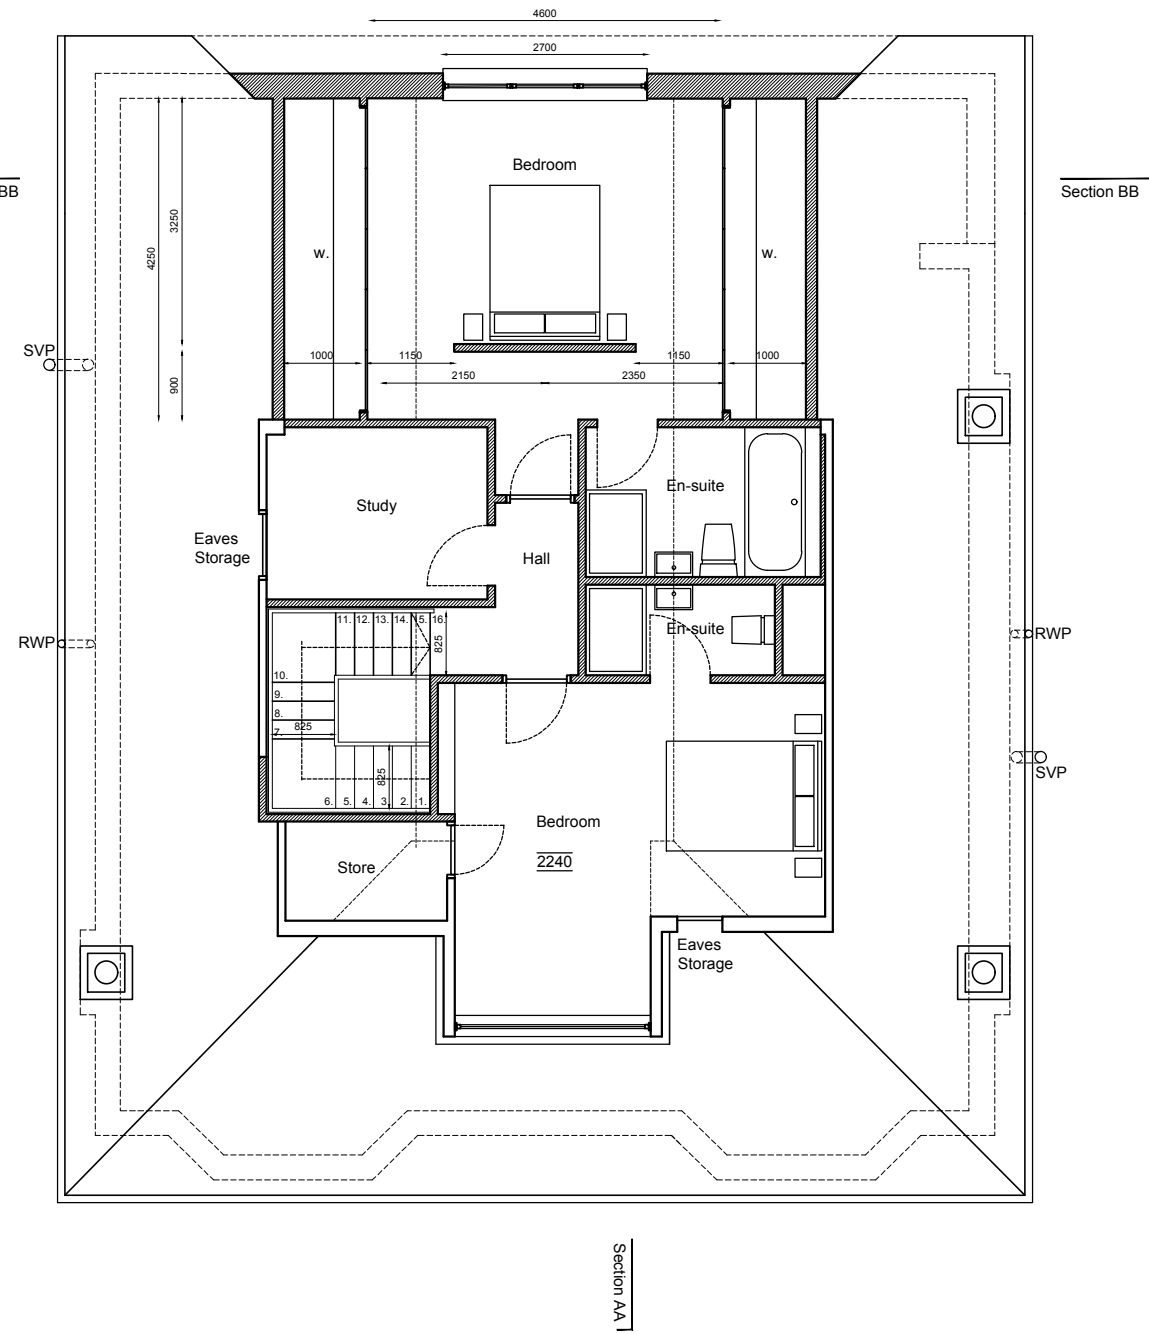 4600
2700
Bedroom
BB
Section BB
3250
4250
w.
w.
SVP
1000
1150
1150
1000
900
2150
2350
Study
En-suite
Eaves
Storage
Hall
11.
12.
13.
14.
15.
16.
En-suite
RWP
RWP
825
10.
9.
8.
7.
825
825
SVP
6.
5.
4.
3.
2.
1.
Bedroom
2240
Store
Eaves
Storage
Section AA